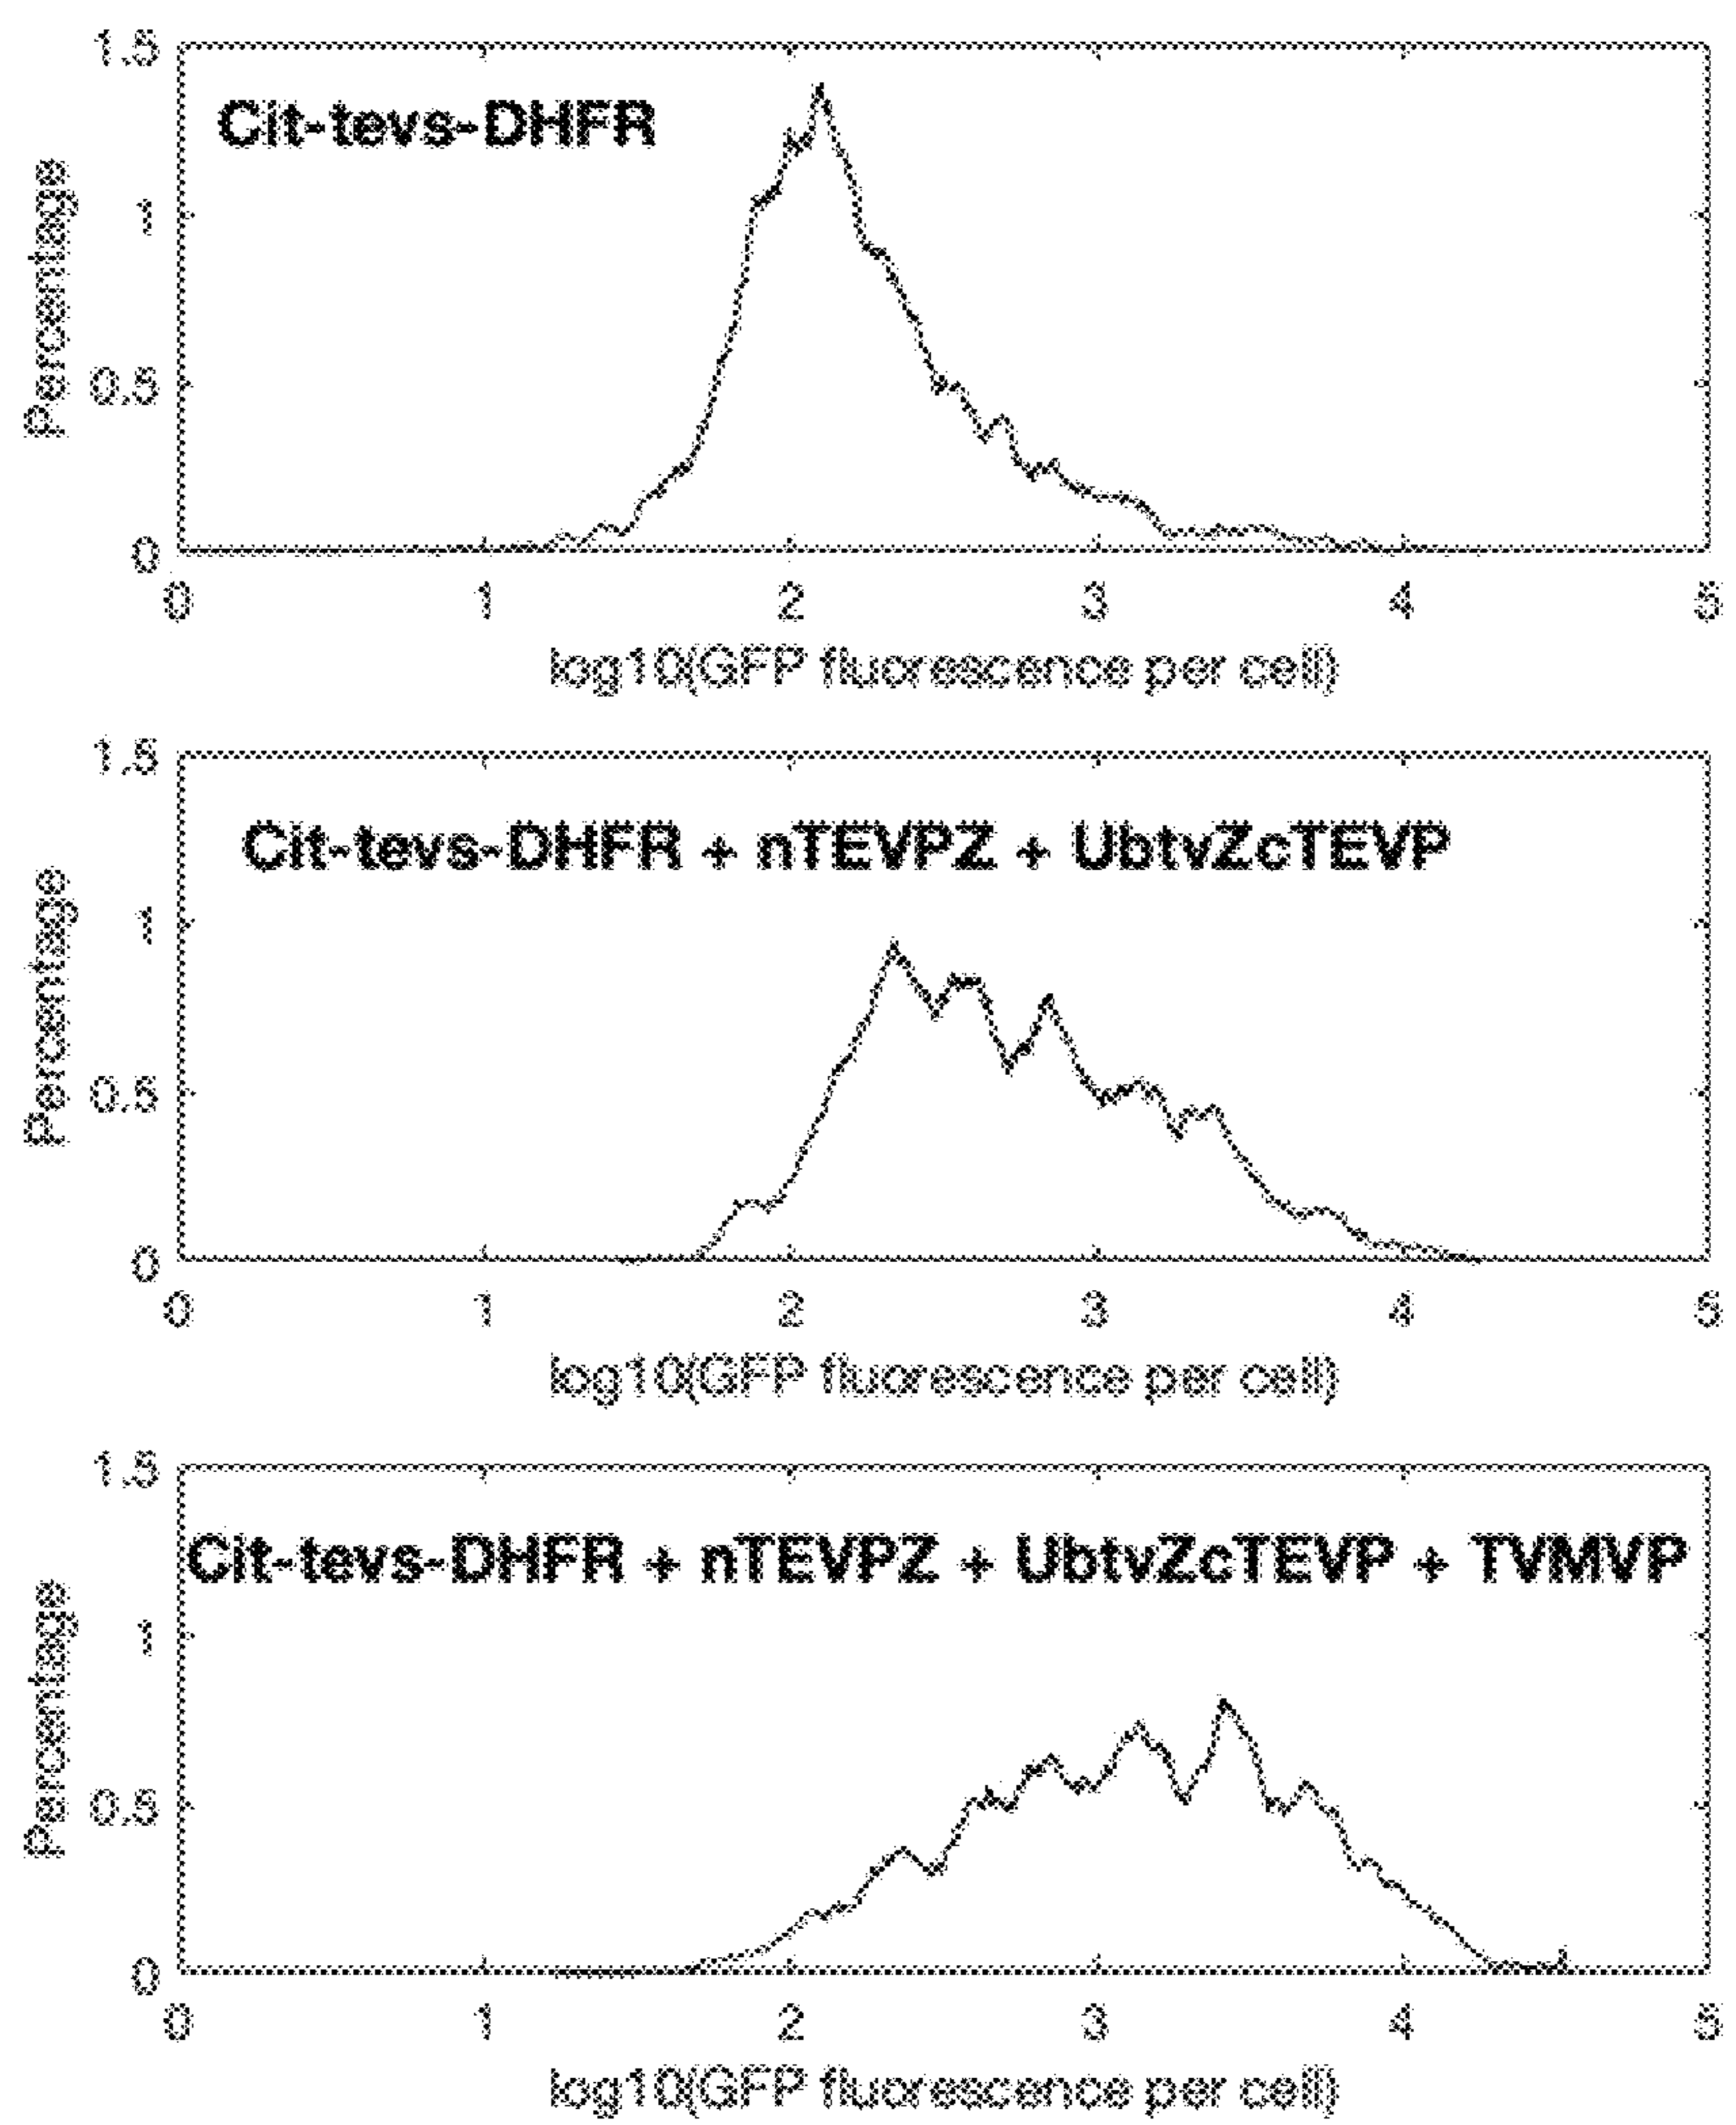 1.5
Cit-tevs-DHFR
1
Percentage
0.5
0
0 1 2 3 4 5
log10(GFP fluorescence per cell)
1.5
Cit-tevs-DHFR + nTEVPZ + UbtvZcTEVP
1
Percentage
0.5
0
0 1 2 3 4 5
log10(GFP fluorescence per cell)
1.5
Cit-tevs-DHFR + nTEVPZ + UbtvZcTEVP + TVMVP
1
Percentage
0.5
0
0 1 2 3 4 5
log10(GFP fluorescence per cell)